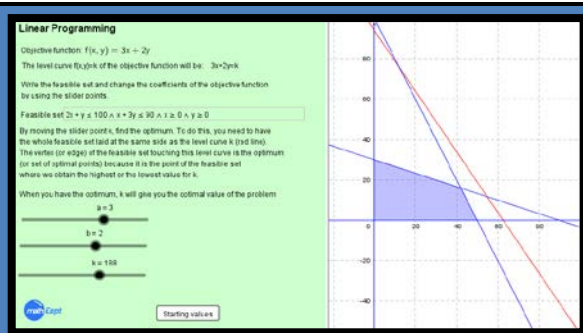 Linear Programming
Objective function: f(x, y) = 3x + 2y
The level curve f(x,y)=k of the objective function will be: 3x+2y=k
Write the feasible set and change the coefficients of the objective function
by using the slider points.
Feasible set 2x + y ≤ 100 ∧ x + 3y ≤ 90 ∧ x ≥ 0 ∧ y ≥ 0
By moving the slider point k, find the optimum. To do this, you need to have
the whole feasible set laid at the same side as the level curve k (red line).
The vertex (or edge) of the feasible set touching this level curve is the optimum
(or set of optimal points) because it is the point of the feasible set
where we obtain the highest or the lowest value for k.
When you have the optimum, k will give you the optimal value of the problem
a = 3
b = 2
k = 188
math Cept
Starting values
80
60
40
20
0
20
40
60
80
-20
-40